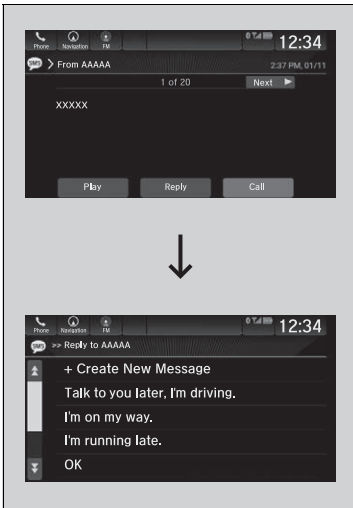 Phone
Navigation
FM
12:34
SMS
From AAAAA
2:37 PM, 01/11
1 of 20
Next
XXXXX
Play
Reply
Call
Phone
Navigation
FM
12:34
SMS
>> Reply to AAAAA
+ Create New Message
Talk to you later, I'm driving.
I'm on my way.
I'm running late.
OK